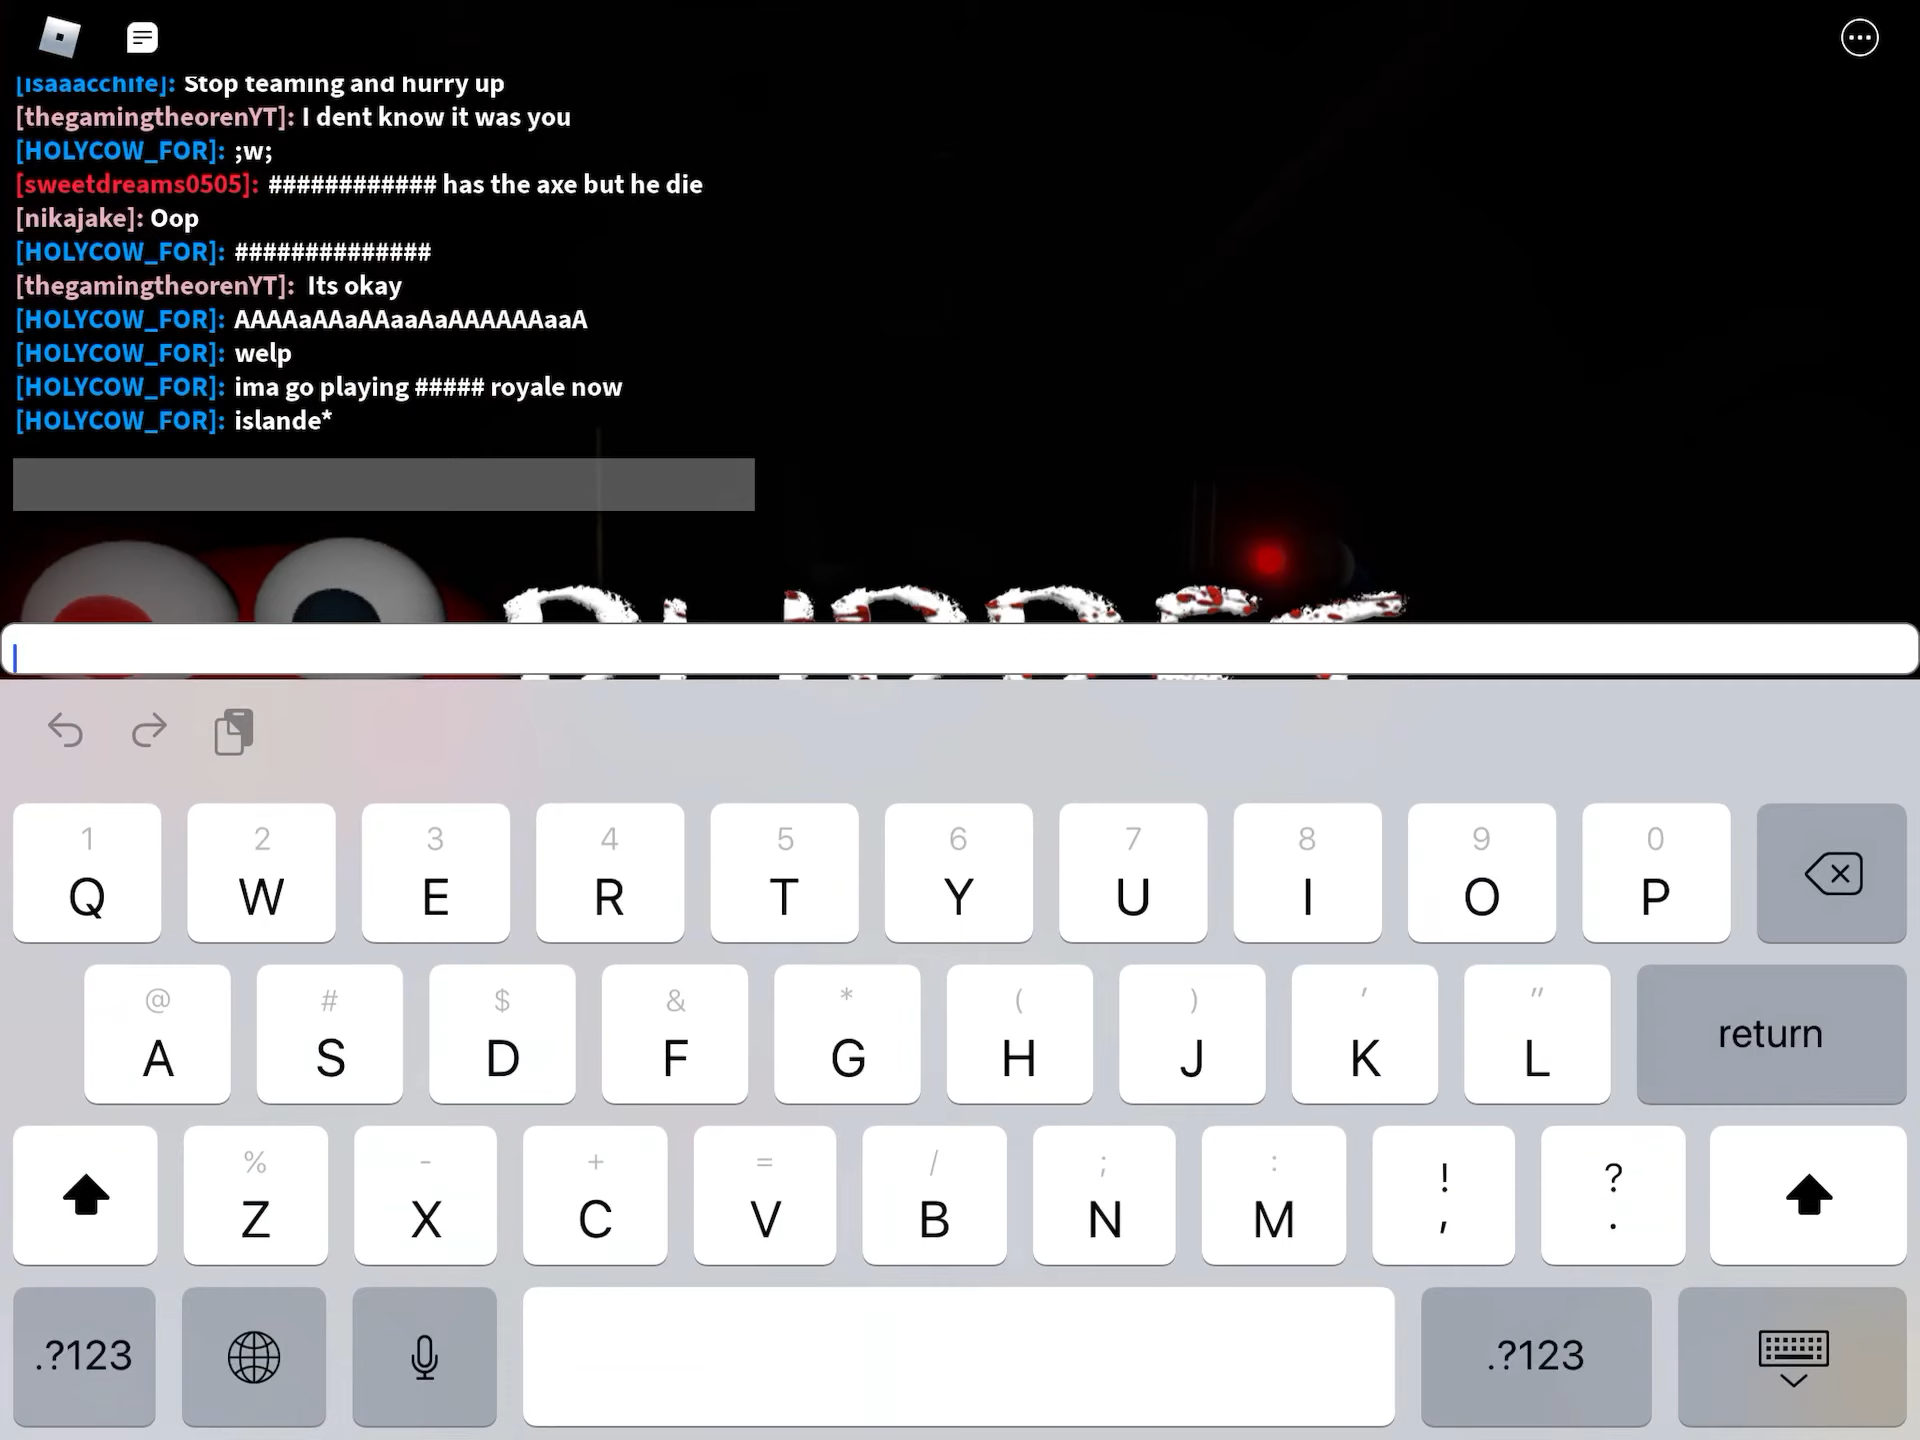 [isaaacchife]: Stop teaming and hurry up
[thegamingtheorenYT]: I dent know it was you
[HOLYCOW_FOR]: ;w;
[sweetdreams0505]: ############ has the axe but he die
[nikajake]: Oop
[HOLYCOW_FOR]: ##############
[thegamingtheorenYT]: Its okay
[HOLYCOW_FOR]: AAAAaAAaAAaaAaAAAAAAaaA
[HOLYCOW_FOR]: welp
[HOLYCOW_FOR]: ima go playing ##### royale now
[HOLYCOW_FOR]: islande*
1 2 3 4 5 6 7 8 9 0
Q W E R T Y U I O P
@ # $ & * ( ) ' "
A S D F G H J K L return
% - + = / ; : ! ?
Z X C V B N M , .
.?123 .?123